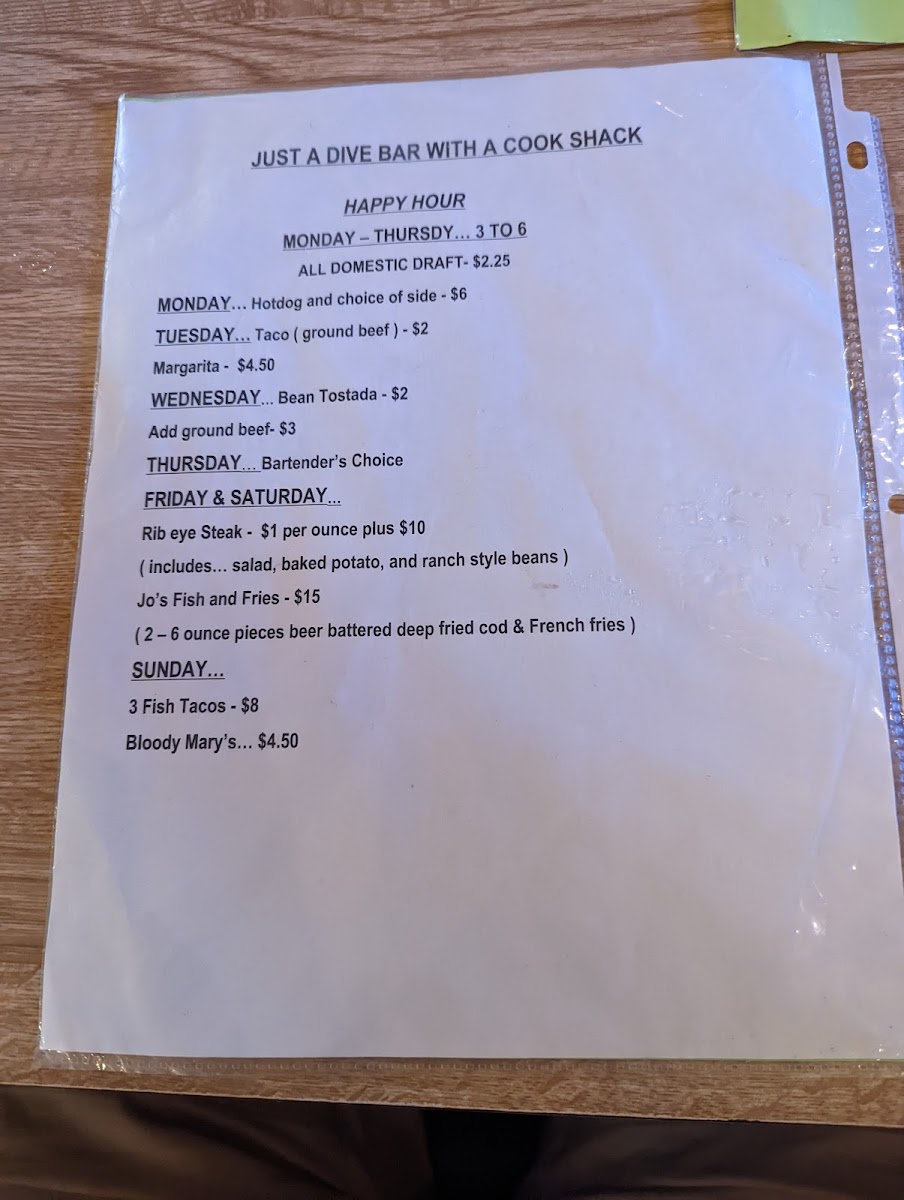 JUST A DIVE BAR WITH A COOK SHACK
HAPPY HOUR
MONDAY – THURSDY... 3 TO 6
ALL DOMESTIC DRAFT- $2.25
MONDAY... Hotdog and choice of side - $6
TUESDAY... Taco ( ground beef ) - $2
Margarita - $4.50
WEDNESDAY... Bean Tostada - $2
Add ground beef- $3
THURSDAY... Bartender's Choice
FRIDAY & SATURDAY...
Rib eye Steak - $1 per ounce plus $10
( includes... salad, baked potato, and ranch style beans )
Jo's Fish and Fries - $15
( 2 – 6 ounce pieces beer battered deep fried cod & French fries )
SUNDAY...
3 Fish Tacos - $8
Bloody Mary's... $4.50